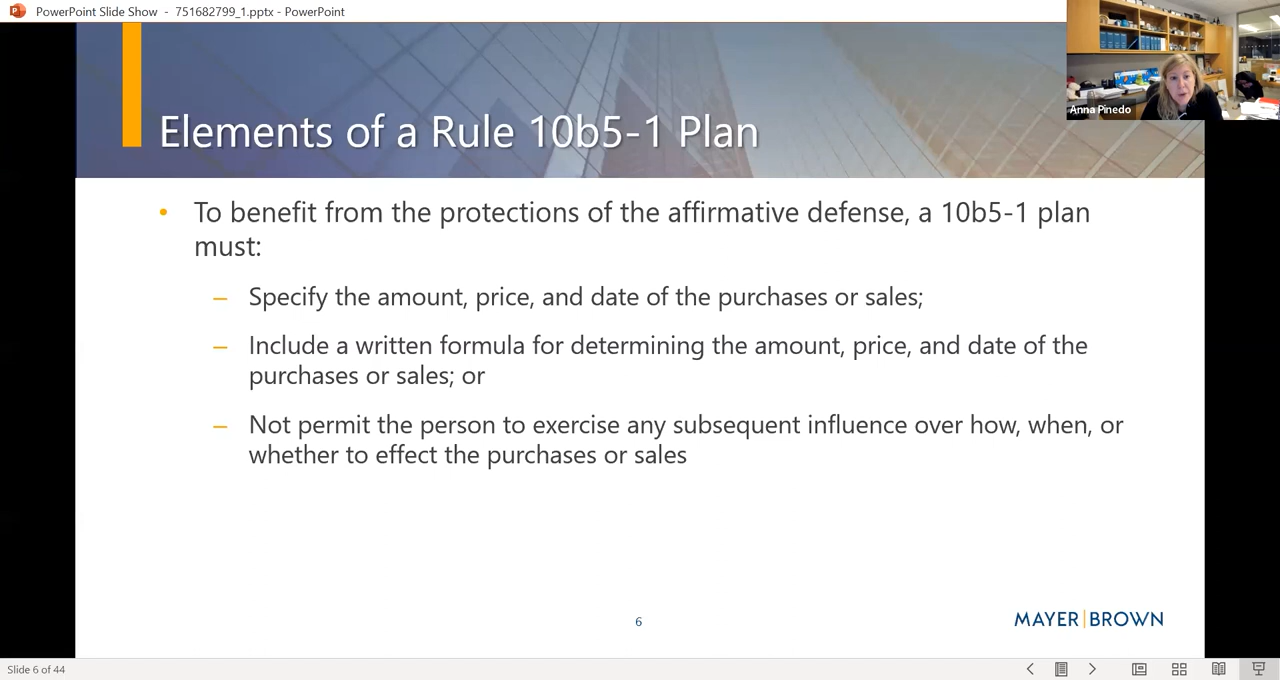 PowerPoint Slide Show - 751682799_1.pptx - PowerPoint
Anna Pinedo
Elements of a Rule 10b5-1 Plan
• To benefit from the protections of the affirmative defense, a 10b5-1 plan
must:
– Specify the amount, price, and date of the purchases or sales;
– Include a written formula for determining the amount, price, and date of the
purchases or sales; or
– Not permit the person to exercise any subsequent influence over how, when, or
whether to effect the purchases or sales
6
MAYER|BROWN
Slide 6 of 44